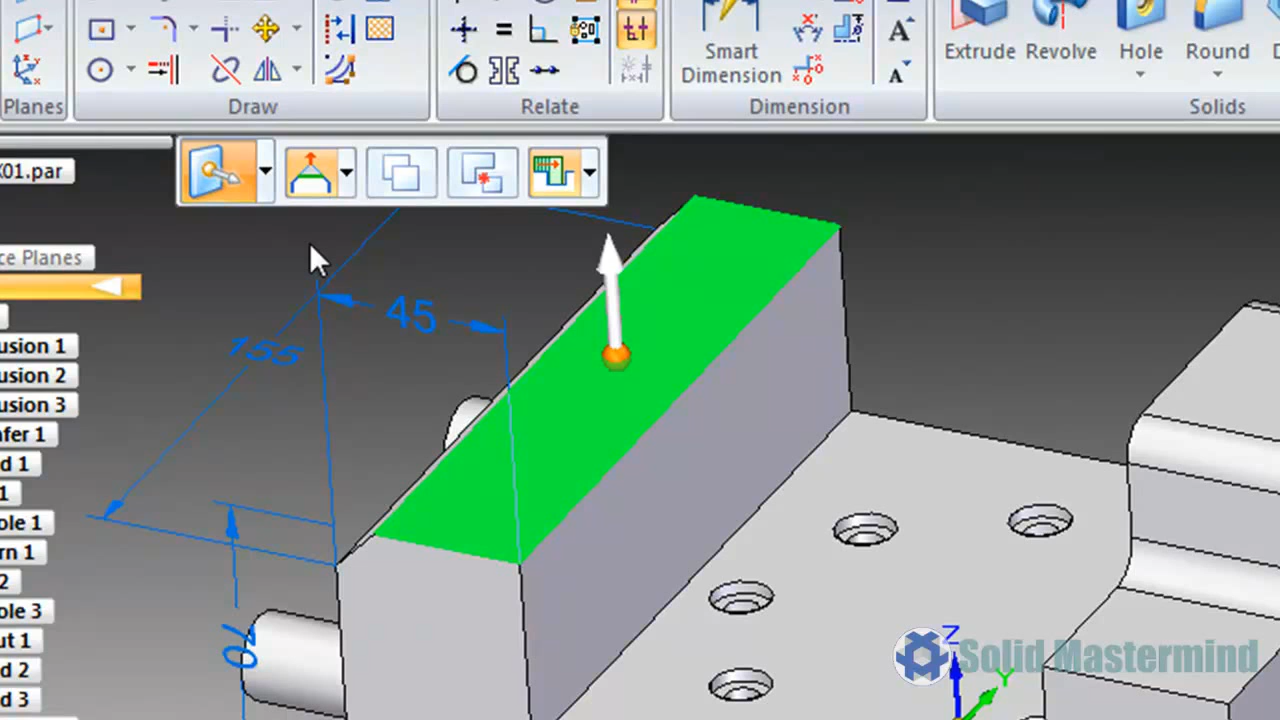 Smart
Dimension
Extrude
Revolve
Hole
Round
Planes
Draw
Relate
Dimension
Solids
01.par
ce Planes
usion 1
usion 2
usion 3
nfer 1
d 1
1
ole 1
rn 1
2
ole 3
ut 1
d 2
d 3
45
155
70
Z
Y
Solid Mastermind